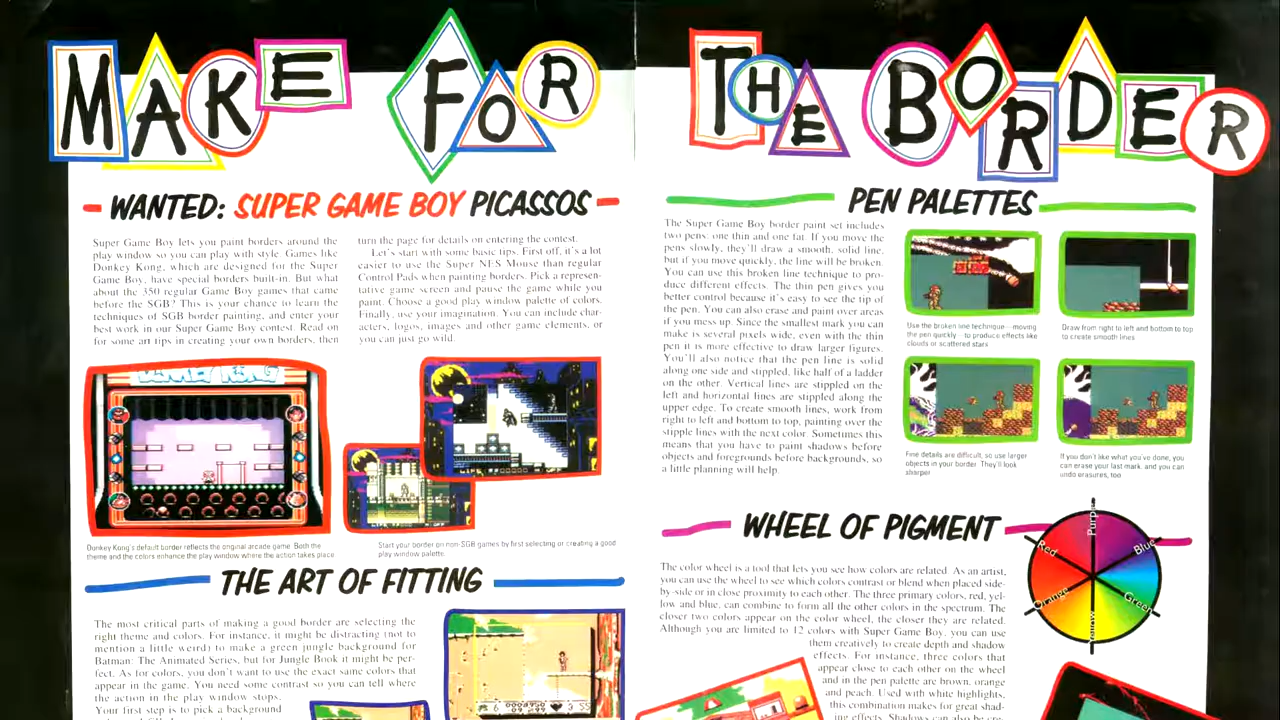 MAKE FOR THE BORDER
WANTED: SUPER GAME BOY PICASSOS
Super Game Boy lets you paint borders around the
play window so you can play with style. Games like
Donkey Kong, which are designed for the Super
Game Boy, have special borders built-in. But what
about the 350 regular Game Boy games that came
before the SGB? This is your chance to learn the
techniques of SGB border painting, and enter your
best work in our Super Game Boy contest. Read on
for some art tips in creating your own borders, then
turn the page for details on entering the contest.
Let's start with some basic tips. First off, it's a lot
easier to use the Super NES Mouse than regular
Control Pads when painting borders. Pick a represen-
tative game screen and pause the game while you
paint. Choose a good play window palette of colors.
Finally, use your imagination. You can include char-
acters, logos, images and other game elements, or
you can just go wild.
DONKEY KONG
Donkey Kong's default border reflects the original arcade game. Both the
theme and the colors enhance the play window where the action takes place
Start your border on non-SGB games by first selecting or creating a good
play window palette.
THE ART OF FITTING
The most critical parts of making a good border are selecting the
right theme and colors. For instance, it might be distracting (not to
mention a little weird) to make a green jungle background for
Batman: The Animated Series, but for Jungle Book it might be per-
fect. As for colors, you don't want to use the exact same colors that
appear in the game. You need some contrast so you can tell where
the action in the play window stops.
Your first step is to pick a background
PEN PALETTES
The Super Game Boy border paint set includes
two pens: one thin and one fat. If you move the
pens slowly, they'll draw a smooth, solid line,
but if you move quickly, the line will be broken.
You can use this broken line technique to pro-
duce different effects. The thin pen gives you
better control because it's easy to see the tip of
the pen. You can also erase and paint over areas
if you mess up. Since the smallest mark you can
make is several pixels wide, even with the thin
pen it is more effective to draw larger figures.
You'll also notice that the pen line is solid
along one side and stippled, like half of a ladder
on the other. Vertical lines are stippled on the
left and horizontal lines are stippled along the
upper edge. To create smooth lines, work from
right to left and bottom to top, painting over the
stipple lines with the next color. Sometimes this
means that you have to paint shadows before
objects and foregrounds before backgrounds, so
a little planning will help.
Use the broken line technique—moving
the pen quickly—to produce effects like
clouds or scattered stars
Draw from right to left and bottom to top
to create smooth lines
Fine details are difficult, so use larger
objects in your border. They'll look
sharper
If you don't like what you've done, you
can erase your last mark, and you can
undo erasures, too
WHEEL OF PIGMENT
The color wheel is a tool that lets you see how colors are related. As an artist,
you can use the wheel to see which colors contrast or blend when placed side-
by-side or in close proximity to each other. The three primary colors, red, yel-
low and blue, can combine to form all the other colors in the spectrum. The
closer two colors appear on the color wheel, the closer they are related.
Although you are limited to 12 colors with Super Game Boy, you can use
them creatively to create depth and shadow
effects. For instance, three colors that
appear close to each other on the wheel
and in the pen palette are brown, orange
and peach. Used with white highlights,
this combination makes for great shad-
ing effects. Shadows can also be cre-
Purple
Blue
Green
Yellow
Orange
Red